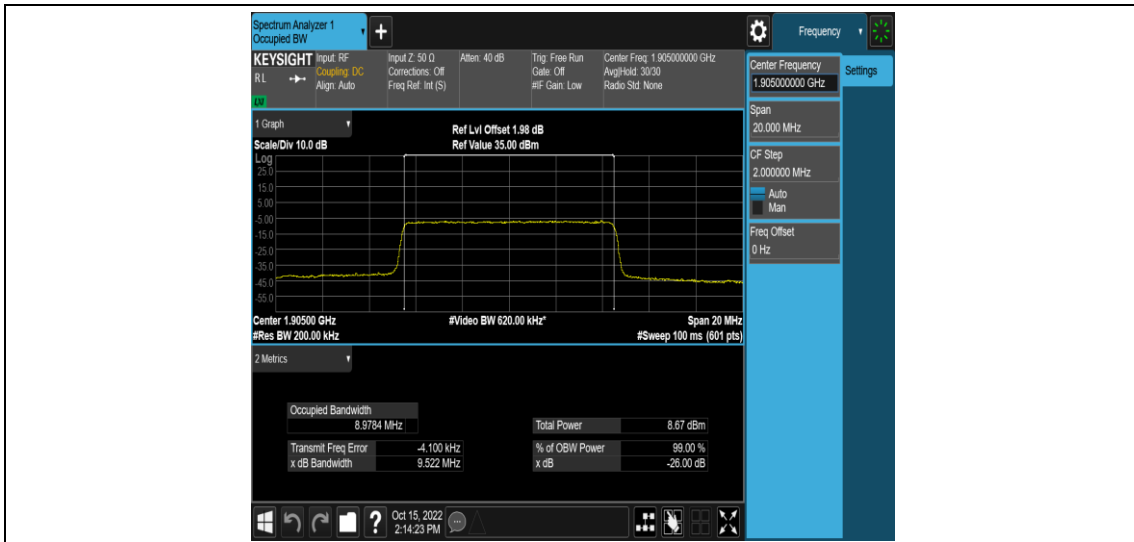 Spectrum Analyzer 1
Occupied BW
+
Frequency
KEYSIGHT
Input: RF
Input Z: 50 Ω
Atten: 40 dB
Trig: Free Run
Center Freq: 1.905000000 GHz
RL
Coupling: DC
Corrections: Off
Gate: Off
Avg|Hold: 30/30
Align: Auto
Freq Ref: Int (S)
#IF Gain: Low
Radio Std: None
LXI
Center Frequency
1.905000000 GHz
Settings
Span
20.000 MHz
CF Step
2.000000 MHz
Auto
Man
Freq Offset
0 Hz
1 Graph
Ref Lvl Offset 1.98 dB
Scale/Div 10.0 dB
Ref Value 35.00 dBm
Log
25.0
15.0
5.00
-5.00
-15.0
-25.0
-35.0
-45.0
-55.0
Center 1.90500 GHz
#Video BW 620.00 kHz*
Span 20 MHz
#Res BW 200.00 kHz
#Sweep 100 ms (601 pts)
2 Metrics
Occupied Bandwidth
8.9784 MHz
Total Power 8.67 dBm
Transmit Freq Error -4.100 kHz
% of OBW Power 99.00 %
x dB Bandwidth 9.522 MHz
x dB -26.00 dB
?
Oct 15, 2022
2:14:23 PM